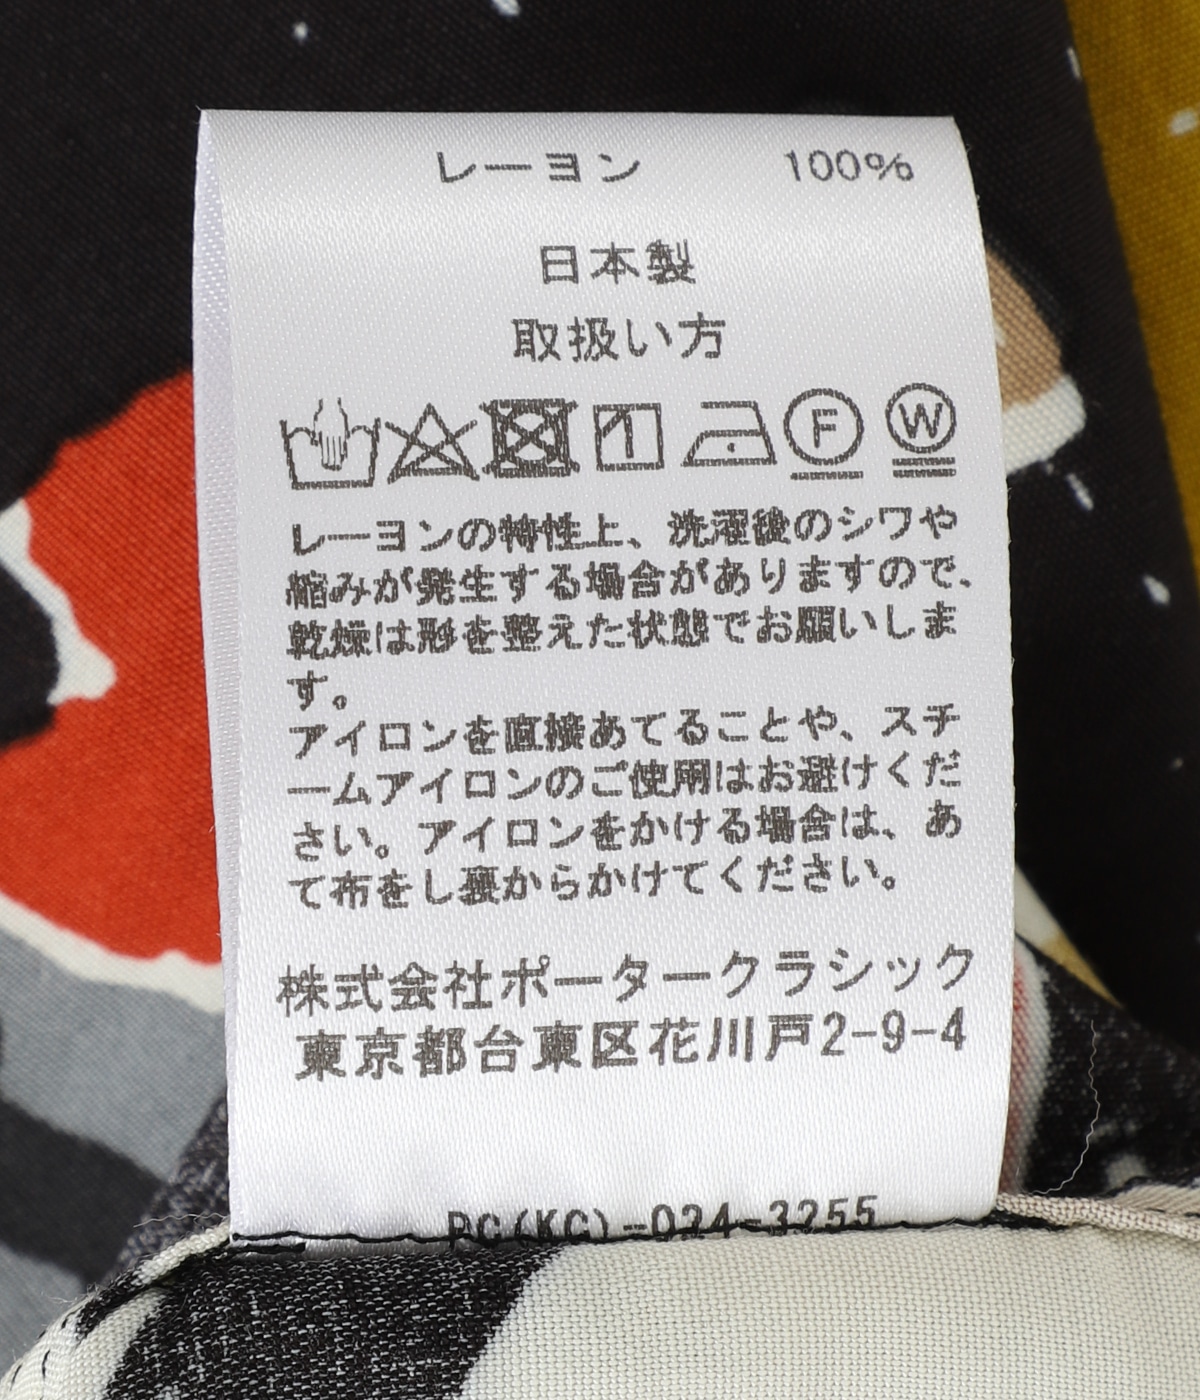 レーヨン 100%
日本製
取扱い方
F W
レーヨンの特性上、洗濯後のシワや
縮みが発生する場合がありますので、
乾燥は形を整えた状態でお願いしま
す。
アイロンを直接あてることや、スチ
ームアイロンのご使用はお避けくだ
さい。アイロンをかける場合は、あ
て布をし裏からかけてください。
株式会社ポータークラシック
東京都台東区花川戸2-9-4
PC(KC)-024-3255